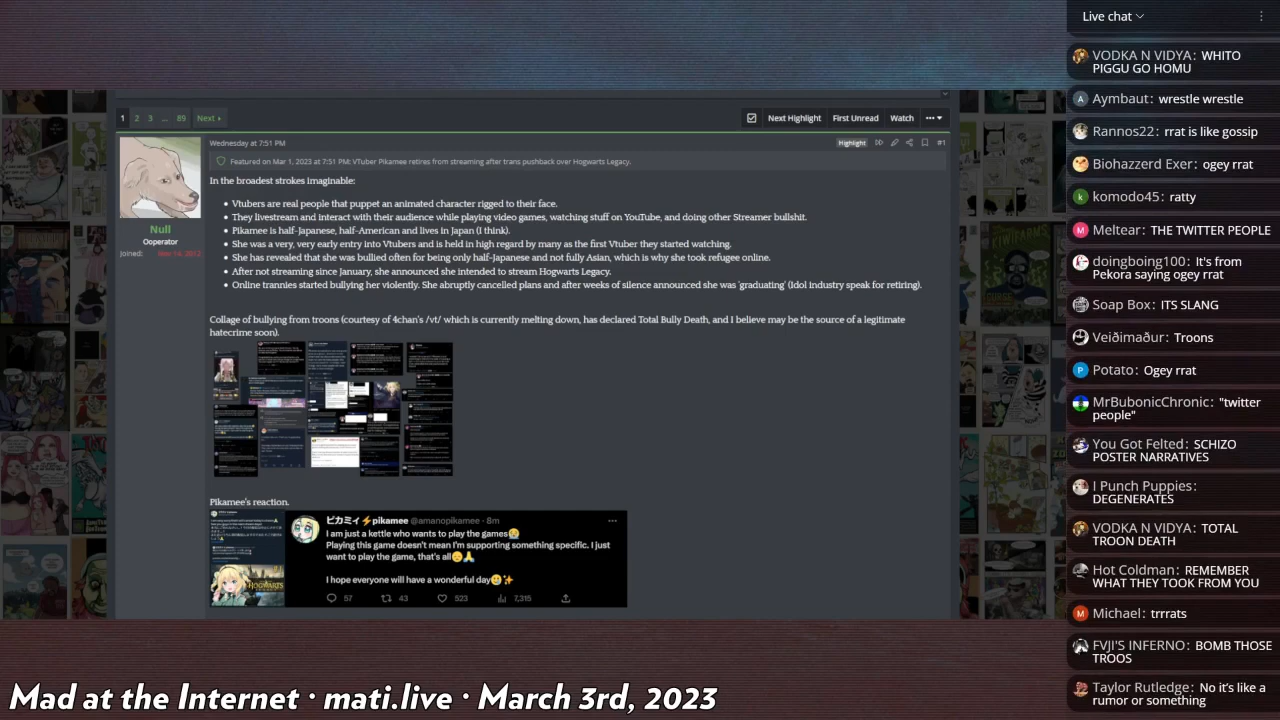 1 2 3 ... 89 Next
Next Highlight First Unread Watch
Wednesday at 7:51 PM
Highlight
#1
Featured on Mar 1, 2023 at 7:51 PM: VTuber Pikamee retires from streaming after trans pushback over Hogwarts Legacy.
Null
Ooperator
Joined: Nov 14, 2012
In the broadest strokes imaginable:
Vtubers are real people that puppet an animated character rigged to their face.
They livestream and interact with their audience while playing video games, watching stuff on YouTube, and doing other Streamer bullshit.
Pikamee is half-Japanese, half-American and lives in Japan (I think).
She was a very, very early entry into Vtubers and is held in high regard by many as the first Vtuber they started watching.
She has revealed that she was bullied often for being only half-Japanese and not fully Asian, which is why she took refugee online.
After not streaming since January, she announced she intended to stream Hogwarts Legacy.
Online trannies started bullying her violently. She abruptly cancelled plans and after weeks of silence announced she was 'graduating' (Idol industry speak for retiring).
Collage of bullying from troons (courtesy of 4chan's /vt/ which is currently melting down, has declared Total Bully Death, and I believe may be the source of a legitimate
hatecrime soon).
Pikamee's reaction.
ピカミィ⚡pikamee @amanopikamee · 8m
I am just a kettle who wants to play the games😢
Playing this game doesn't mean I'm supporting something specific. I just
want to play the game, that's all😔🙏
I hope everyone will have a wonderful day😊✨
57 43 523 7,315
HOGWARTS
Mad at the Internet · mati.live · March 3rd, 2023
Live chat
VODKA N VIDYA: WHITO
PIGGU GO HOMU
Aymbaut: wrestle wrestle
Rannos22: rrat is like gossip
Biohazzerd Exer: ogey rrat
komodo45: ratty
Meltear: THE TWITTER PEOPLE
doingboing100: It's from
Pekora saying ogey rrat
Soap Box: ITS SLANG
Veiðimaður: troons
Potato: Ogey rrat
MrBubonicChronic: "twitter
people"
You Got Felted: SCHIZO
POSTER NARRATIVES
I Punch Puppies:
DEGENERATES
VODKA N VIDYA: TOTAL
TROON DEATH
Hot Coldman: REMEMBER
WHAT THEY TOOK FROM YOU
Michael: trrrats
FVJI'S INFERNO: BOMB THOSE
TROOS
Taylor Rutledge: No it's like a
rumor or something